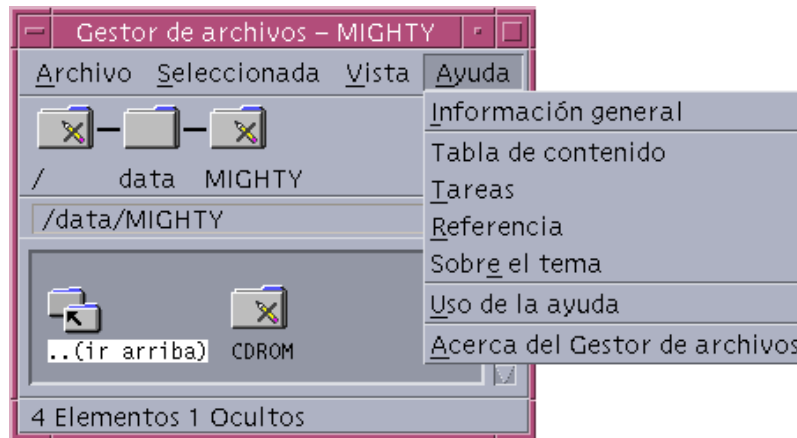 Gestor de archivos – MIGHTY
Archivo Seleccionada Vista Ayuda
Información general
Tabla de contenido
Tareas
Referencia
Sobre el tema
Uso de la ayuda
Acerca del Gestor de archivos
/ data MIGHTY
/data/MIGHTY
..(ir arriba) CDROM
4 Elementos 1 Ocultos